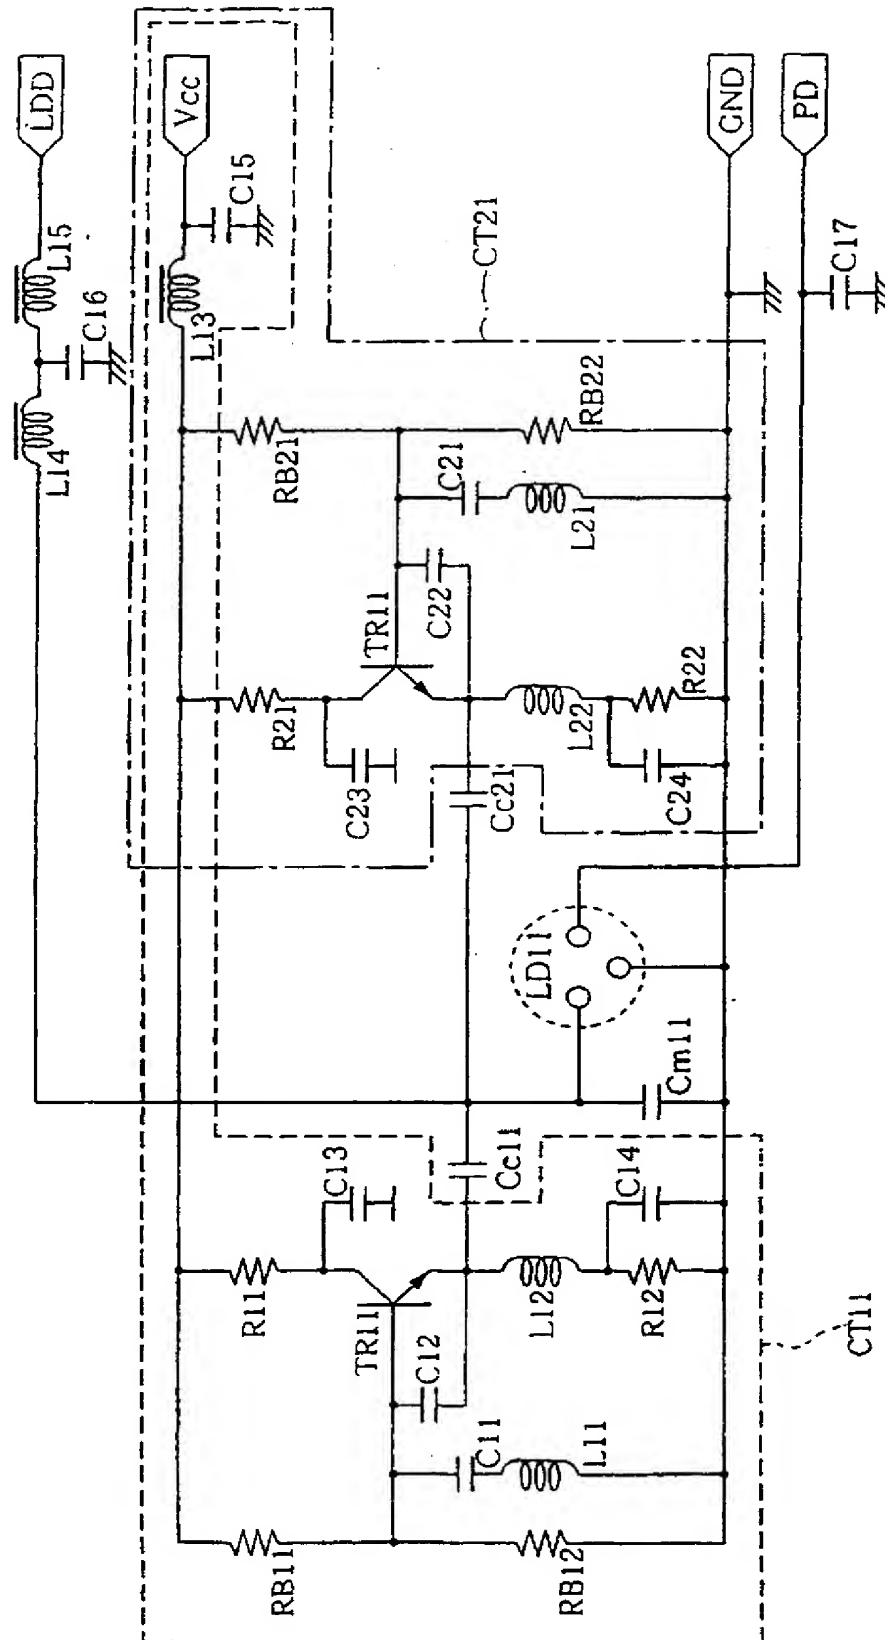 LDD
L15
C16
L14
Vcc
C15
L13
CT21
GND
PD
C17
RB21
RB22
C21
L21
C22
TR11
R21
C23
L22
R22
C24
Cc21
LD11
Cm11
Cc11
C13
R11
TR11
C12
L12
R12
C14
C11
L11
RB11
RB12
CT11